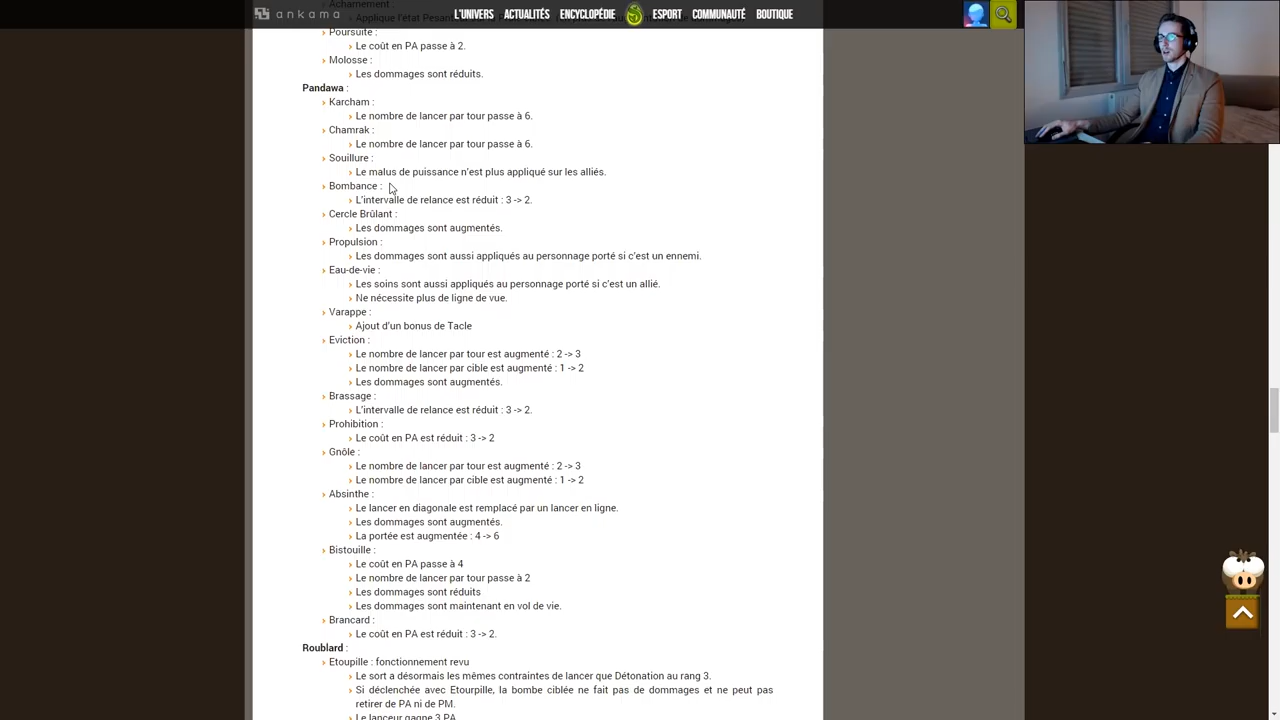 ankama
L'UNIVERS ACTUALITÉS ENCYCLOPÉDIE ESPORT COMMUNAUTÉ BOUTIQUE
Acharnement :
Poursuite :
Le coût en PA passe à 2.
Molosse :
Les dommages sont réduits.
Pandawa :
Karcham :
Le nombre de lancer par tour passe à 6.
Chamrak :
Le nombre de lancer par tour passe à 6.
Souillure :
Le malus de puissance n'est plus appliqué sur les alliés.
Bombance :
L'intervalle de relance est réduit : 3 -> 2.
Cercle Brûlant :
Les dommages sont augmentés.
Propulsion :
Les dommages sont aussi appliqués au personnage porté si c'est un ennemi.
Eau-de-vie :
Les soins sont aussi appliqués au personnage porté si c'est un allié.
Ne nécessite plus de ligne de vue.
Varappe :
Ajout d'un bonus de Tacle
Eviction :
Le nombre de lancer par tour est augmenté : 2 -> 3
Le nombre de lancer par cible est augmenté : 1 -> 2
Les dommages sont augmentés.
Brassage :
L'intervalle de relance est réduit : 3 -> 2.
Prohibition :
Le coût en PA est réduit : 3 -> 2
Gnôle :
Le nombre de lancer par tour est augmenté : 2 -> 3
Le nombre de lancer par cible est augmenté : 1 -> 2
Absinthe :
Le lancer en diagonale est remplacé par un lancer en ligne.
Les dommages sont augmentés.
La portée est augmentée : 4 -> 6
Bistouille :
Le coût en PA passe à 4
Le nombre de lancer par tour passe à 2
Les dommages sont réduits
Les dommages sont maintenant en vol de vie.
Brancard :
Le coût en PA est réduit : 3 -> 2.
Roublard :
Etoupille : fonctionnement revu
Le sort a désormais les mêmes contraintes de lancer que Détonation au rang 3.
Si déclenchée avec Etourpille, la bombe ciblée ne fait pas de dommages et ne peut pas
retirer de PA ni de PM.
Le lanceur gagne 3 PA